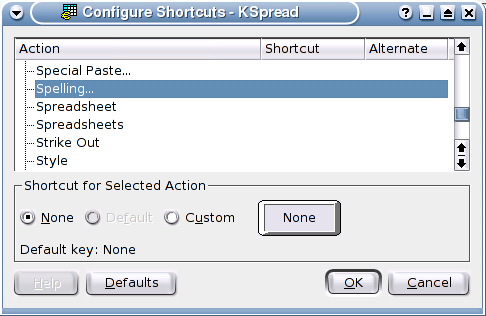 Configure Shortcuts - KSpread
Action Shortcut Alternate
Special Paste...
Spelling...
Spreadsheet
Spreadsheets
Strike Out
Style
Shortcut for Selected Action
None Default Custom None
Default key: None
Help Defaults OK Cancel